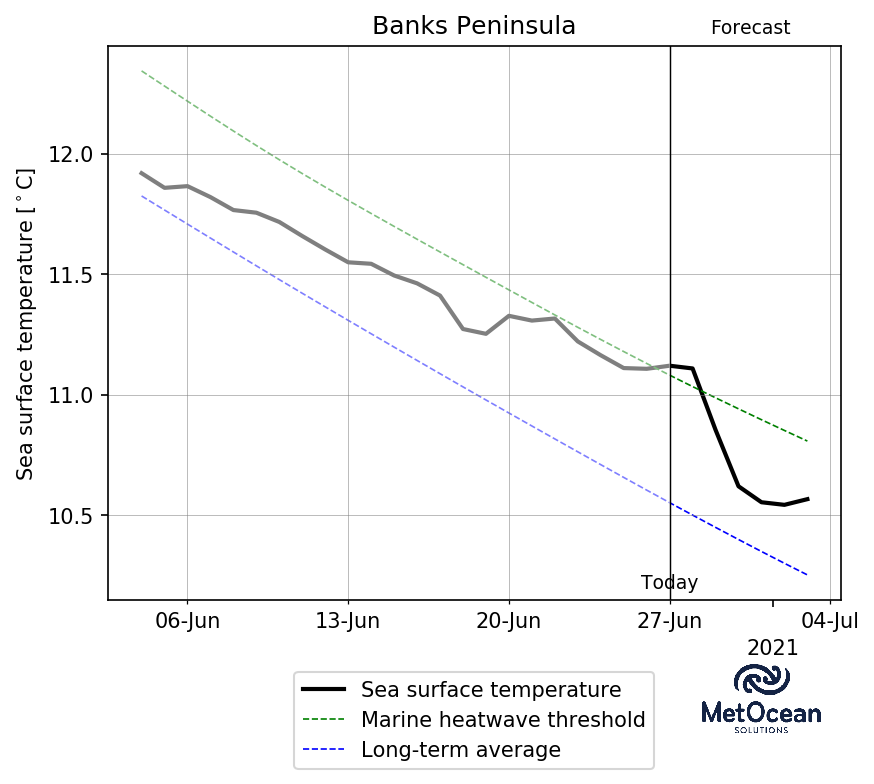 Banks Peninsula
Forecast
Sea surface temperature [°C]
12.0
11.5
11.0
10.5
Today
06-Jun
13-Jun
20-Jun
27-Jun
04-Jul
2021
Sea surface temperature
Marine heatwave threshold
Long-term average
MetOcean
SOLUTIONS